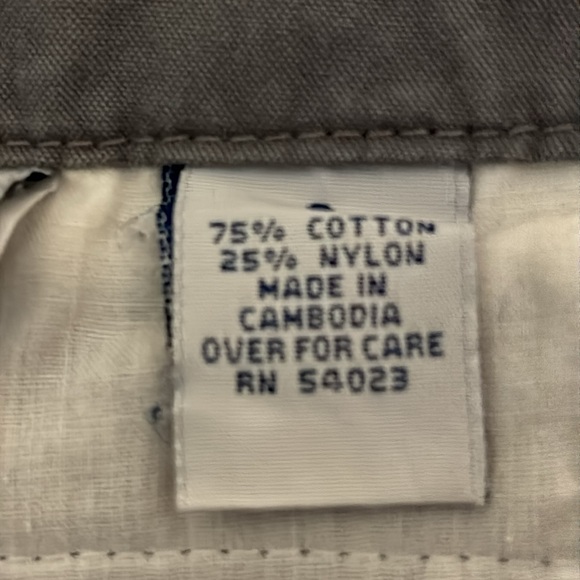 75% COTTON
25% NYLON
MADE IN
CAMBODIA
OVER FOR CARE
RN 54023